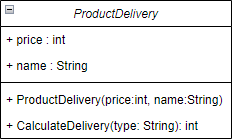 ProductDelivery
+ price : int
+ name : String
+ ProductDelivery(price:int, name:String)
+ CalculateDelivery(type: String): int